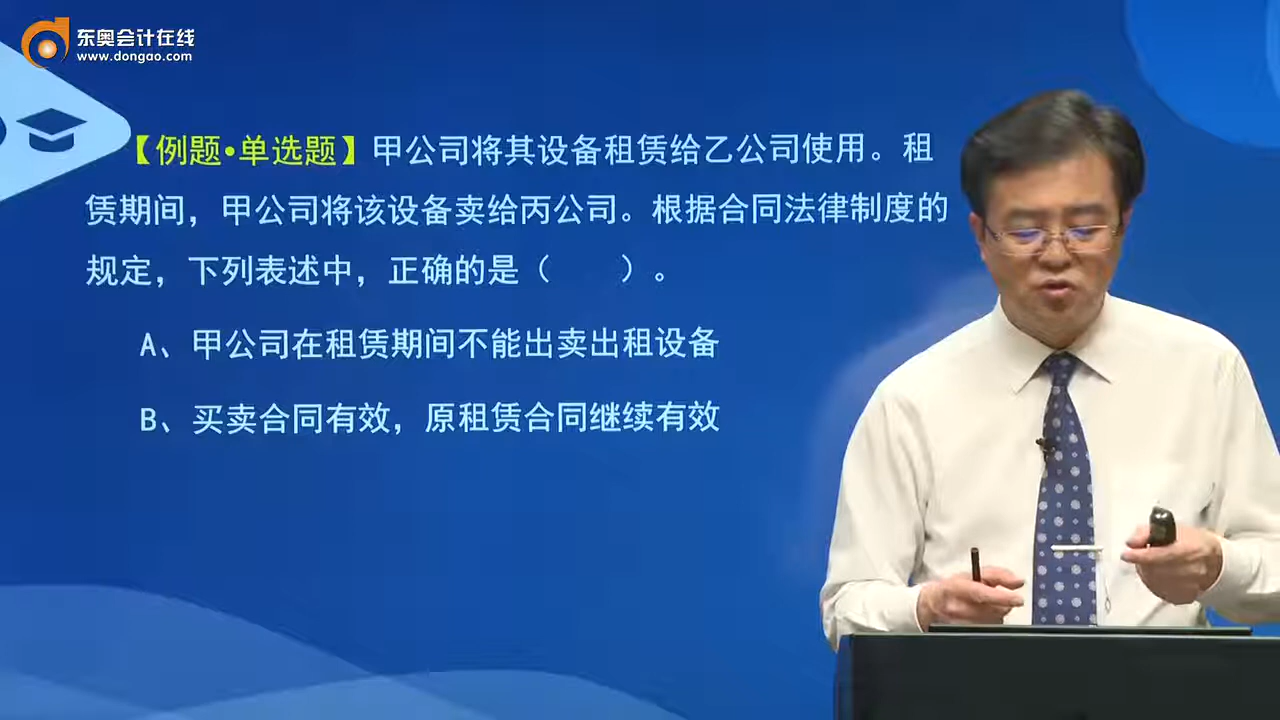 东奥会计在线
www.dongao.com
【例题•单选题】甲公司将其设备租赁给乙公司使用。租
赁期间，甲公司将该设备卖给丙公司。根据合同法律制度的
规定，下列表述中，正确的是（　　）。
A、甲公司在租赁期间不能出卖出租设备
B、买卖合同有效，原租赁合同继续有效